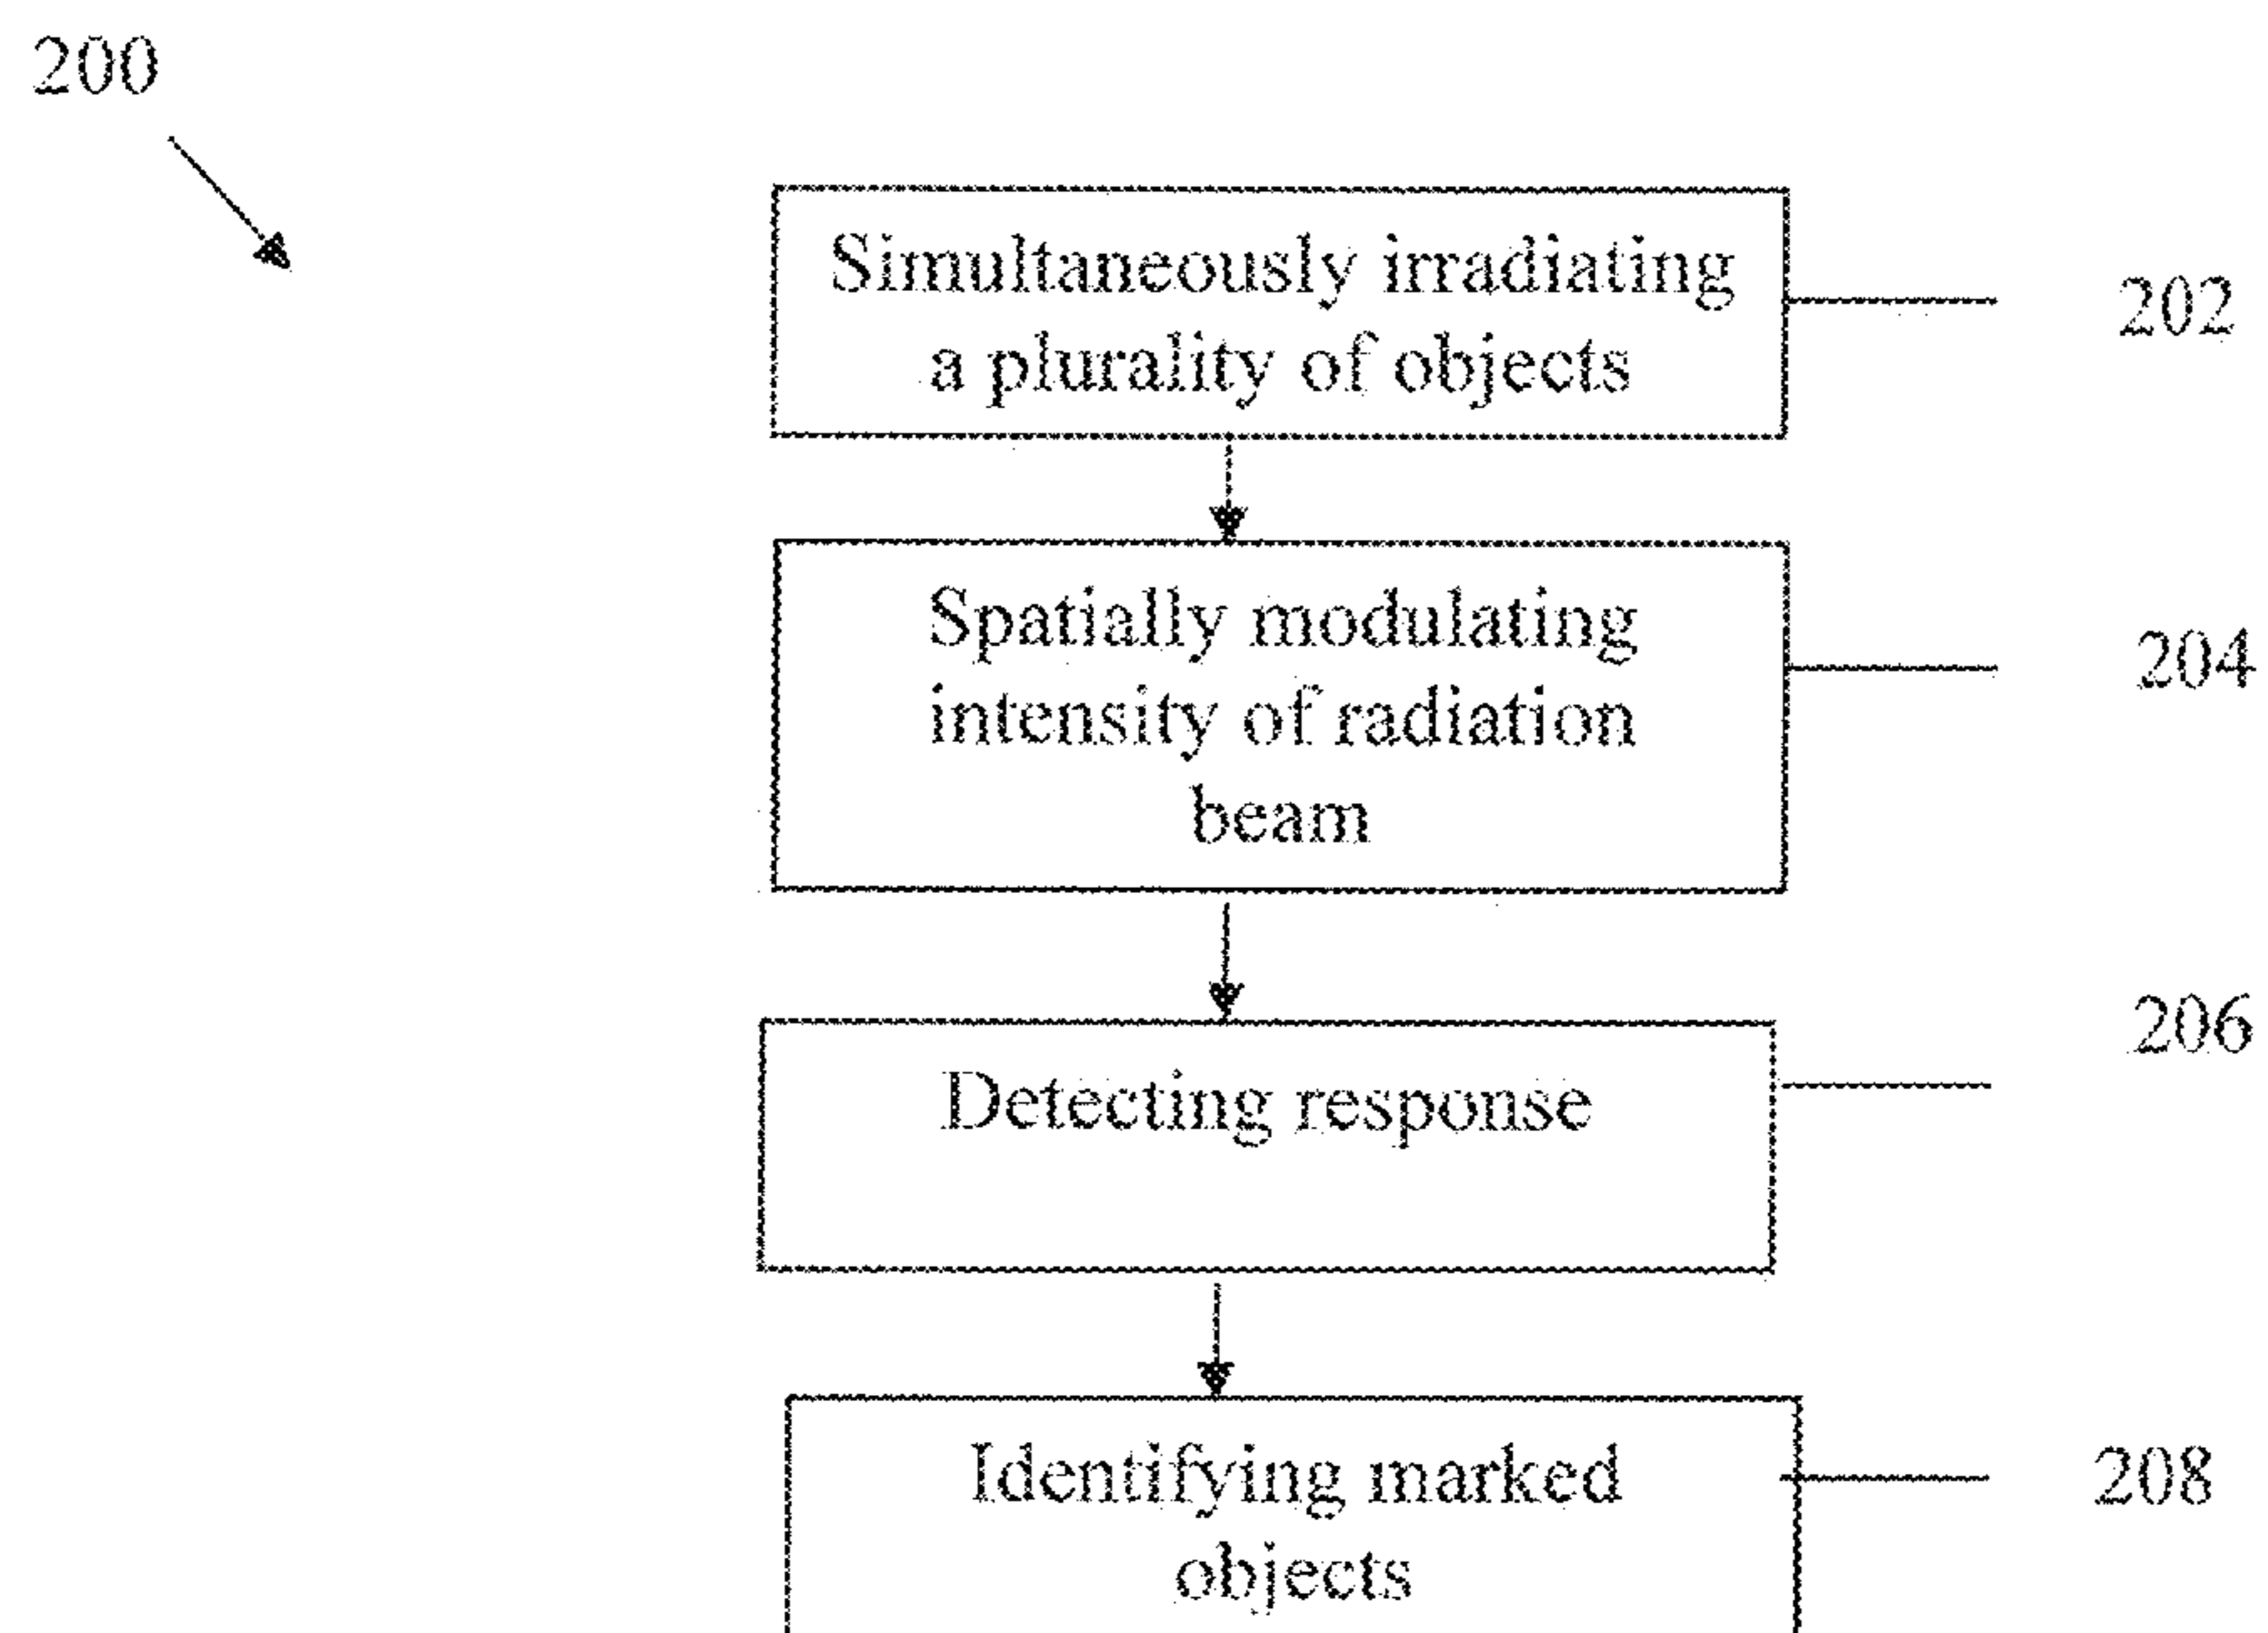 200
Simultaneously irradiating
a plurality of objects
202
Spatially modulating
intensity of radiation
beam
204
Detecting response
206
Identifying marked
objects
208